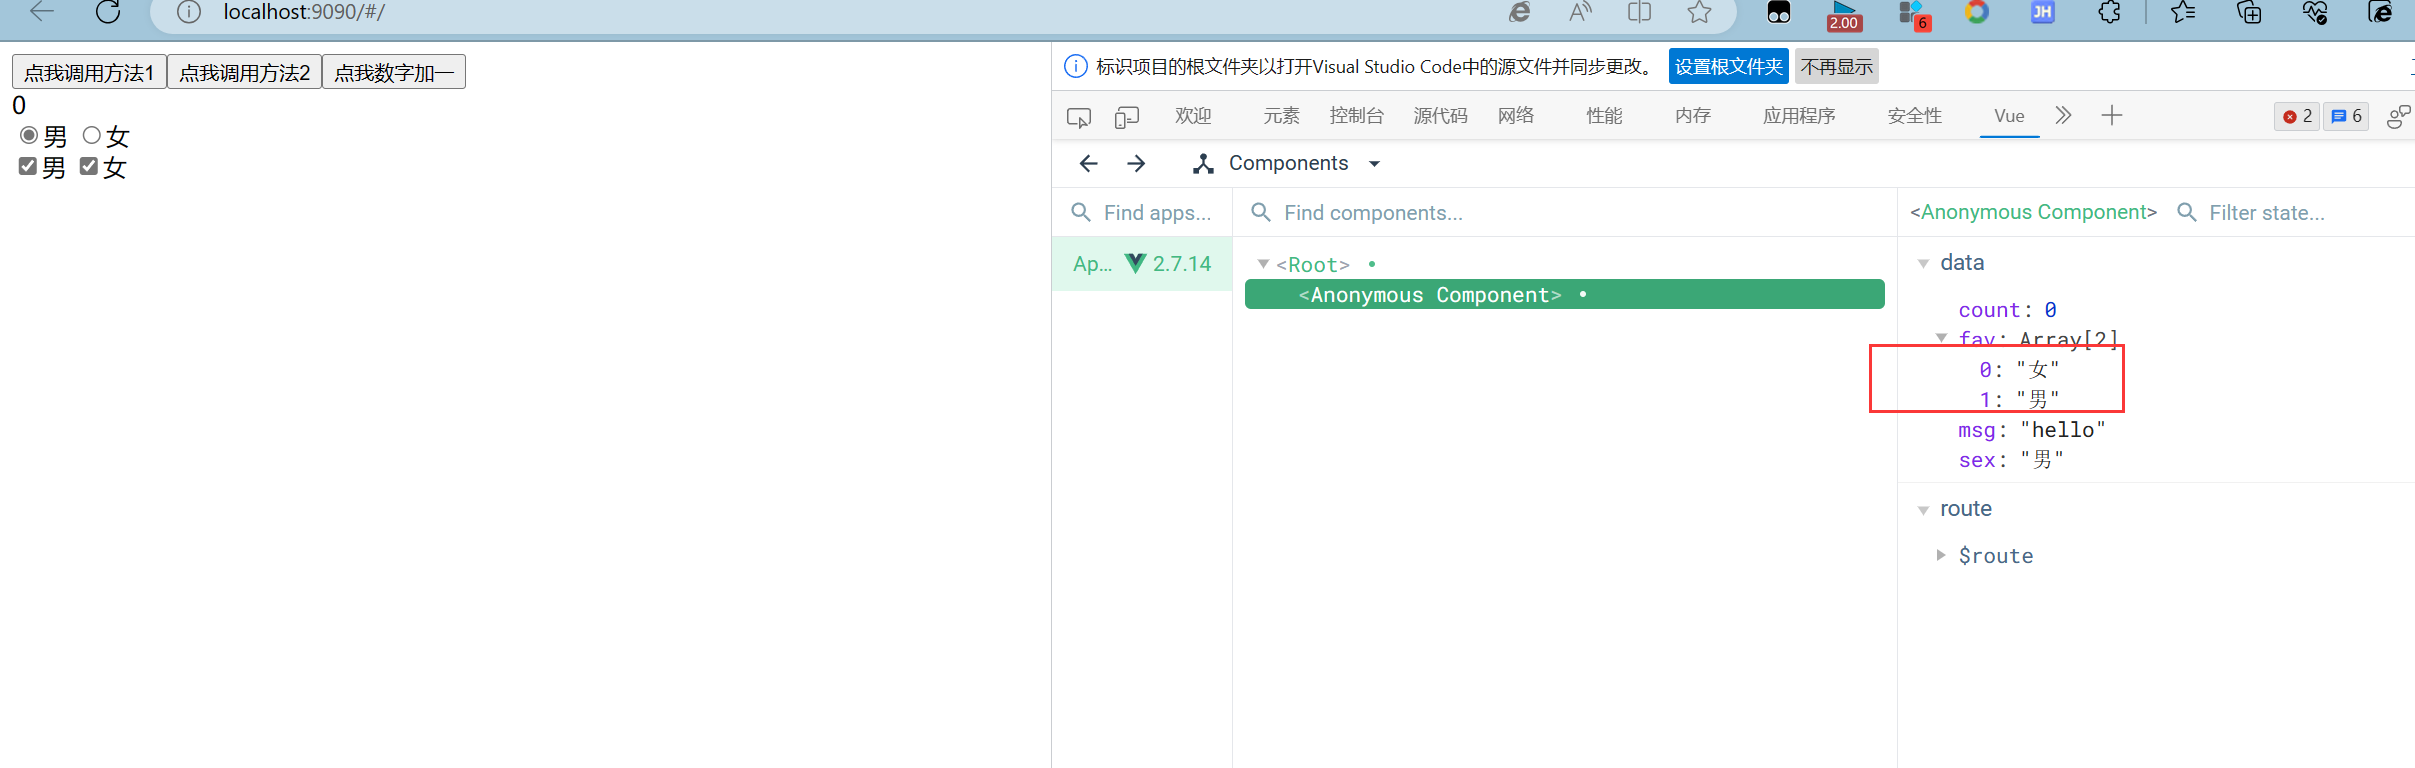 localhost:9090/#/
2.00
6
JH
点我调用方法1 点我调用方法2 点我数字加一
0
男 女
男 女
标识项目的根文件夹以打开Visual Studio Code中的源文件并同步更改。 设置根文件夹 不再显示
欢迎 元素 控制台 源代码 网络 性能 内存 应用程序 安全性 Vue 2 6
Components
Find apps... Find components... <Anonymous Component> Filter state...
Ap... 2.7.14
<Root>
<Anonymous Component>
data
count: 0
fav: Array[2]
0: "女"
1: "男"
msg: "hello"
sex: "男"
route
$route